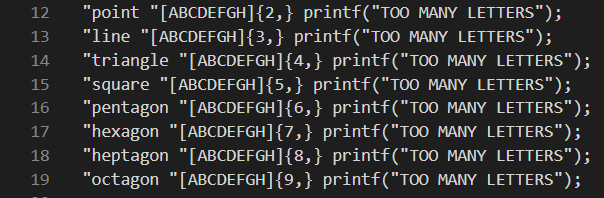 12 "point "[ABCDEFGH]{2,} printf("TOO MANY LETTERS");
13 "line "[ABCDEFGH]{3,} printf("TOO MANY LETTERS");
14 "triangle "[ABCDEFGH]{4,} printf("TOO MANY LETTERS");
15 "square "[ABCDEFGH]{5,} printf("TOO MANY LETTERS");
16 "pentagon "[ABCDEFGH]{6,} printf("TOO MANY LETTERS");
17 "hexagon "[ABCDEFGH]{7,} printf("TOO MANY LETTERS");
18 "heptagon "[ABCDEFGH]{8,} printf("TOO MANY LETTERS");
19 "octagon "[ABCDEFGH]{9,} printf("TOO MANY LETTERS");